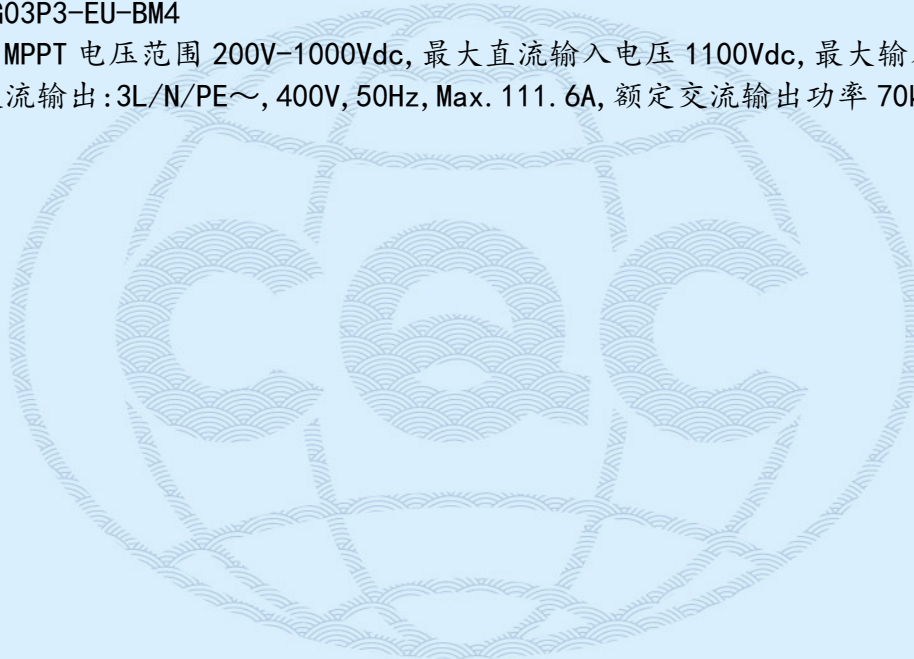 G03P3-EU-BM4
MPPT 电压范围 200V-1000Vdc,最大直流输入电压 1100Vdc,最大输
流输出:3L/N/PE～,400V,50Hz,Max.111.6A,额定交流输出功率 70
CQC